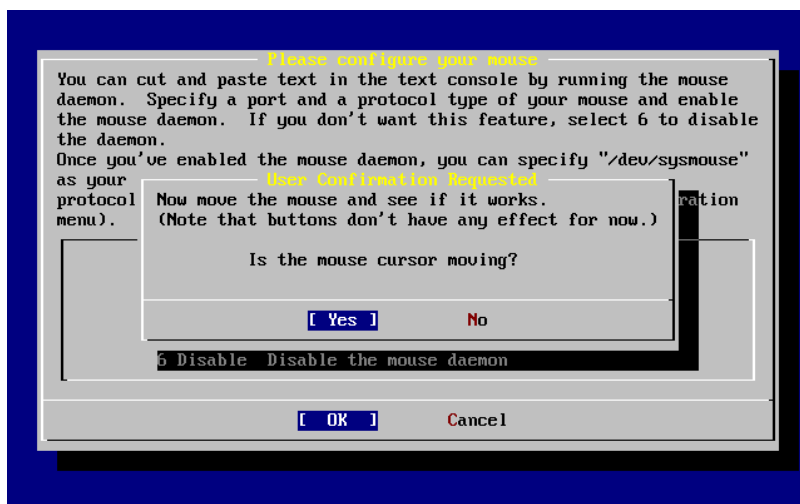 Please configure your mouse
You can cut and paste text in the text console by running the mouse
daemon.  Specify a port and a protocol type of your mouse and enable
the mouse daemon.  If you don't want this feature, select 6 to disable
the daemon.
Once you've enabled the mouse daemon, you can specify "/dev/sysmouse"
as your
protocol ration
menu).
User Confirmation Requested
Now move the mouse and see if it works.
(Note that buttons don't have any effect for now.)
Is the mouse cursor moving?
[ Yes ] No
6 Disable  Disable the mouse daemon
[ OK ] Cancel